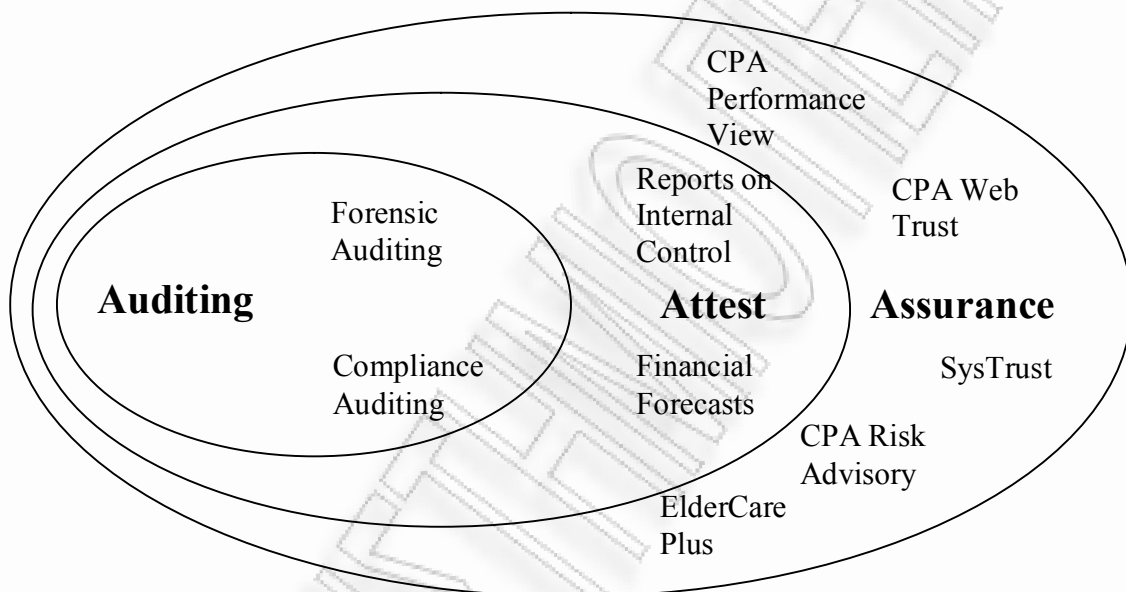 CPA
Performance
View
Reports on
Internal
Control
CPA Web
Trust
Forensic
Auditing
Auditing
Attest
Assurance
Compliance
Auditing
Financial
Forecasts
SysTrust
CPA Risk
Advisory
ElderCare
Plus